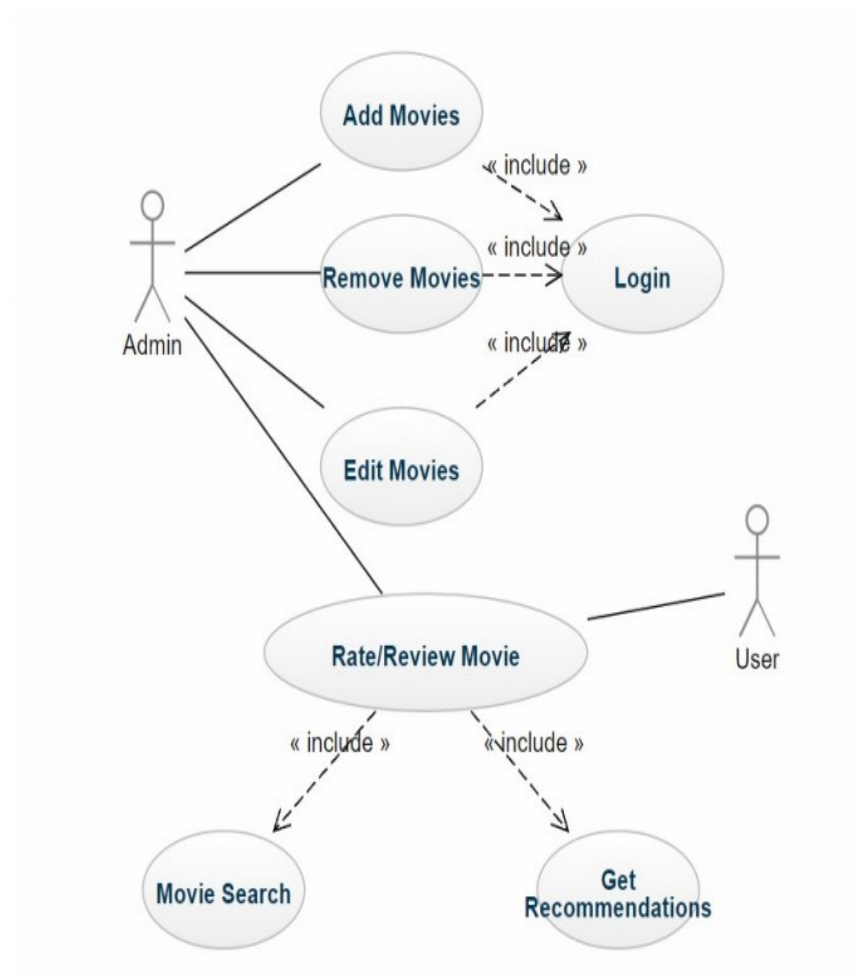 Add Movies
« include »
« include »
Remove Movies
Login
Admin
« include »
Edit Movies
Rate/Review Movie
User
« include »
« include »
Movie Search
Get
Recommendations